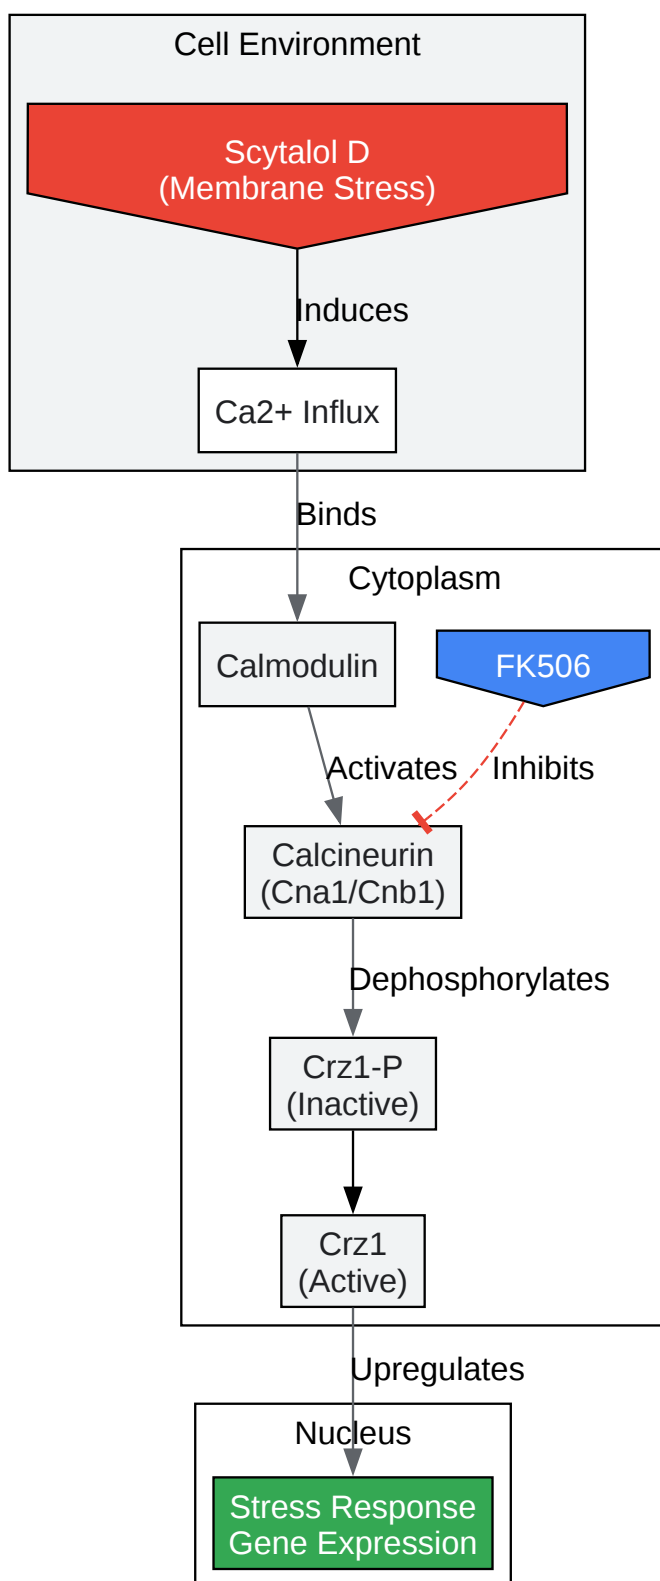 Cell Environment
Scytalol D
(Membrane Stress)
Induces
Ca2+ Influx
Binds
Cytoplasm
Calmodulin
FK506
Activates
Inhibits
Calcineurin
(Cna1/Cnb1)
Dephosphorylates
Crz1-P
(Inactive)
Crz1
(Active)
Upregulates
Nucleus
Stress Response
Gene Expression